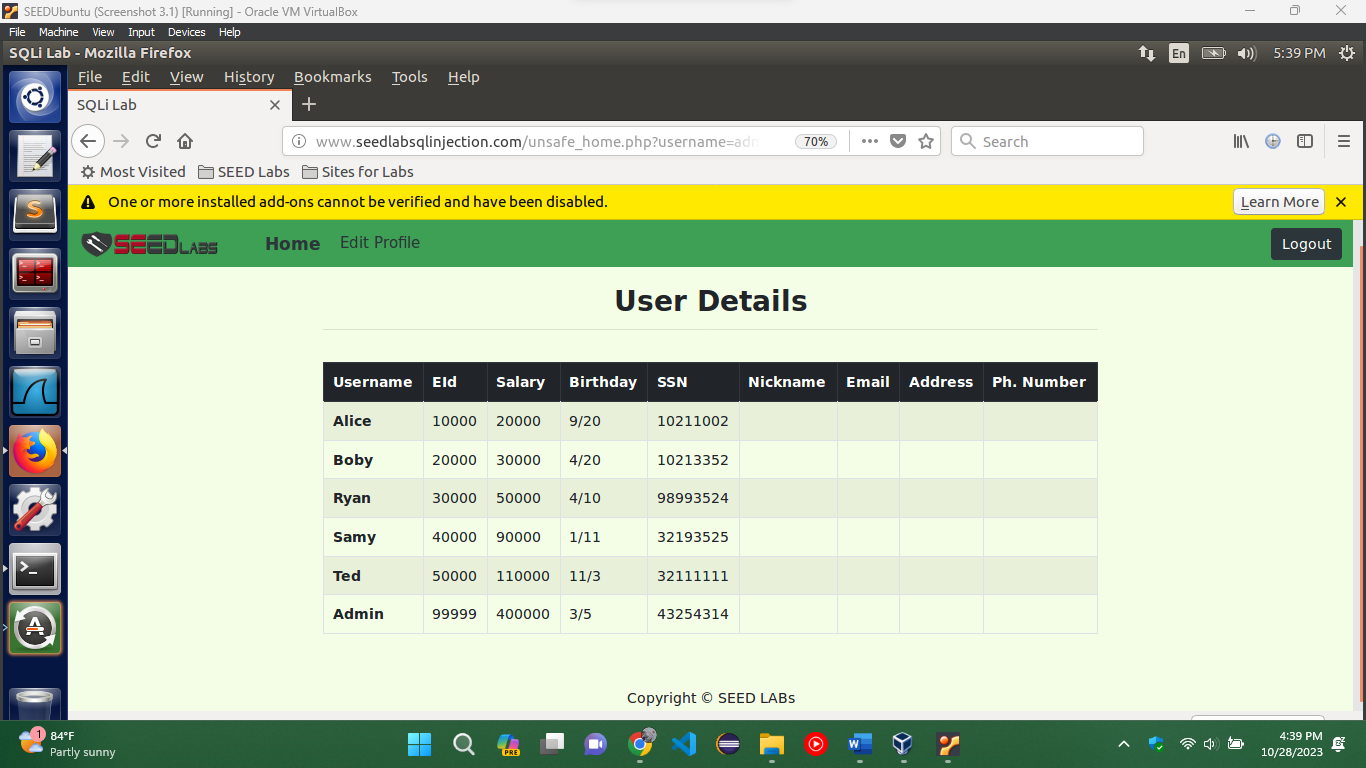 SEEDUbuntu (Screenshot 3.1) [Running] - Oracle VM VirtualBox
File Machine View Input Devices Help
SQLi Lab - Mozilla Firefox En 5:39 PM
File Edit View History Bookmarks Tools Help
SQLi Lab
www.seedlabsqlinjection.com/unsafe_home.php?username=adn 70% Search
Most Visited SEED Labs Sites for Labs
One or more installed add-ons cannot be verified and have been disabled. Learn More
SEEDLABS Home Edit Profile Logout
User Details
Username EId Salary Birthday SSN Nickname Email Address Ph. Number
Alice 10000 20000 9/20 10211002
Boby 20000 30000 4/20 10213352
Ryan 30000 50000 4/10 98993524
Samy 40000 90000 1/11 32193525
Ted 50000 110000 11/3 32111111
Admin 99999 400000 3/5 43254314
Copyright © SEED LABs
1 84°F
Partly sunny
PRE
4:39 PM
10/28/2023